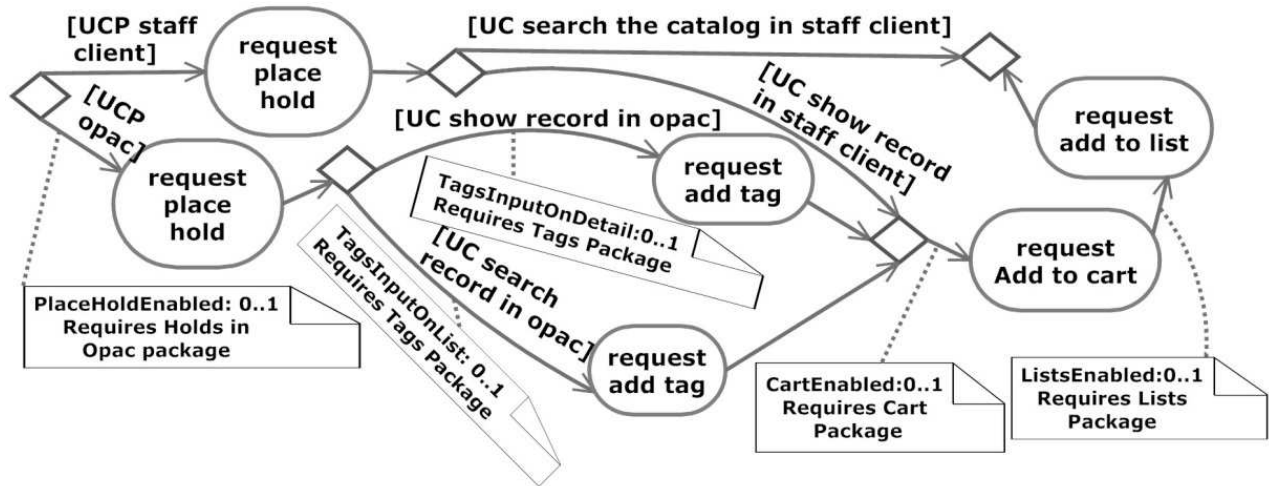 [UCP staff
client]
request
place
hold
[UC search the catalog in staff client]
[UCP
opac]
request
place
hold
[UC show record in opac]
[UC show record
in staff client]
request
add to list
request
add tag
TagsInputOnDetail:0..1
Requires Tags Package
[UC search
record in opac]
TagsInputOnList: 0..1
Requires Tags Package
request
Add to cart
PlaceHoldEnabled: 0..1
Requires Holds in
Opac package
request
add tag
CartEnabled:0..1
Requires Cart
Package
ListsEnabled:0..1
Requires Lists
Package